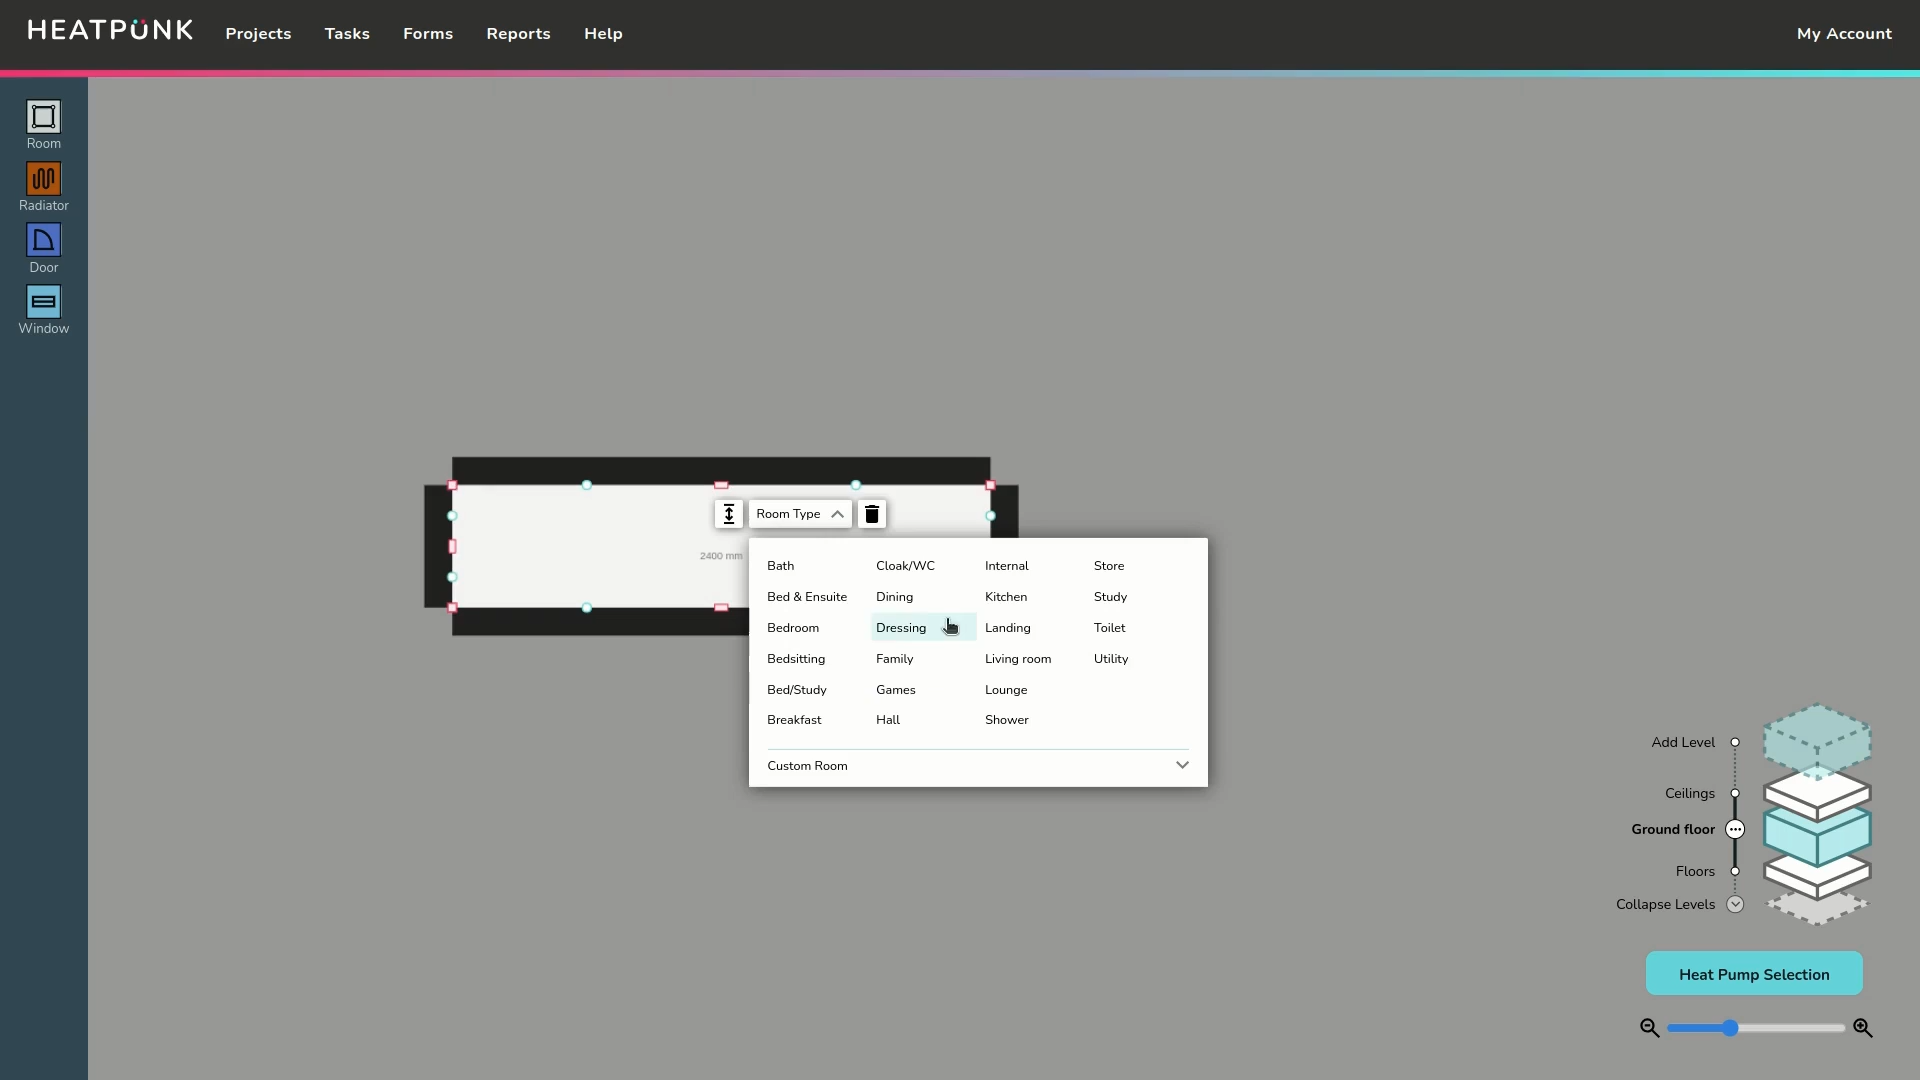 HEATPÜNK Projects Tasks Forms Reports Help My Account
Room
Radiator
Door
Window
Room Type
2400 mm
Bath Cloak/WC Internal Store
Bed & Ensuite Dining Kitchen Study
Bedroom Dressing Landing Toilet
Bedsitting Family Living room Utility
Bed/Study Games Lounge
Breakfast Hall Shower
Custom Room
Add Level
Ceilings
Ground floor
Floors
Collapse Levels
Heat Pump Selection